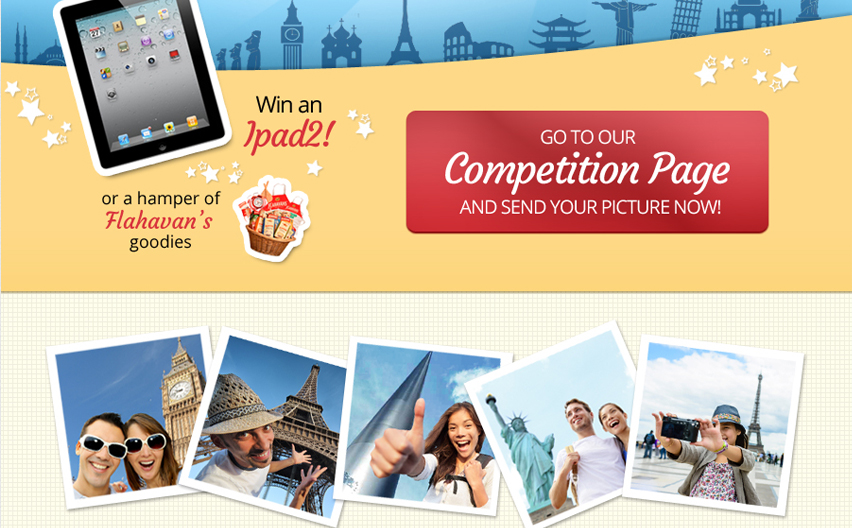 Win an
Ipad2!
or a hamper of
Flahavan's
goodies
GO TO OUR
Competition Page
AND SEND YOUR PICTURE NOW!